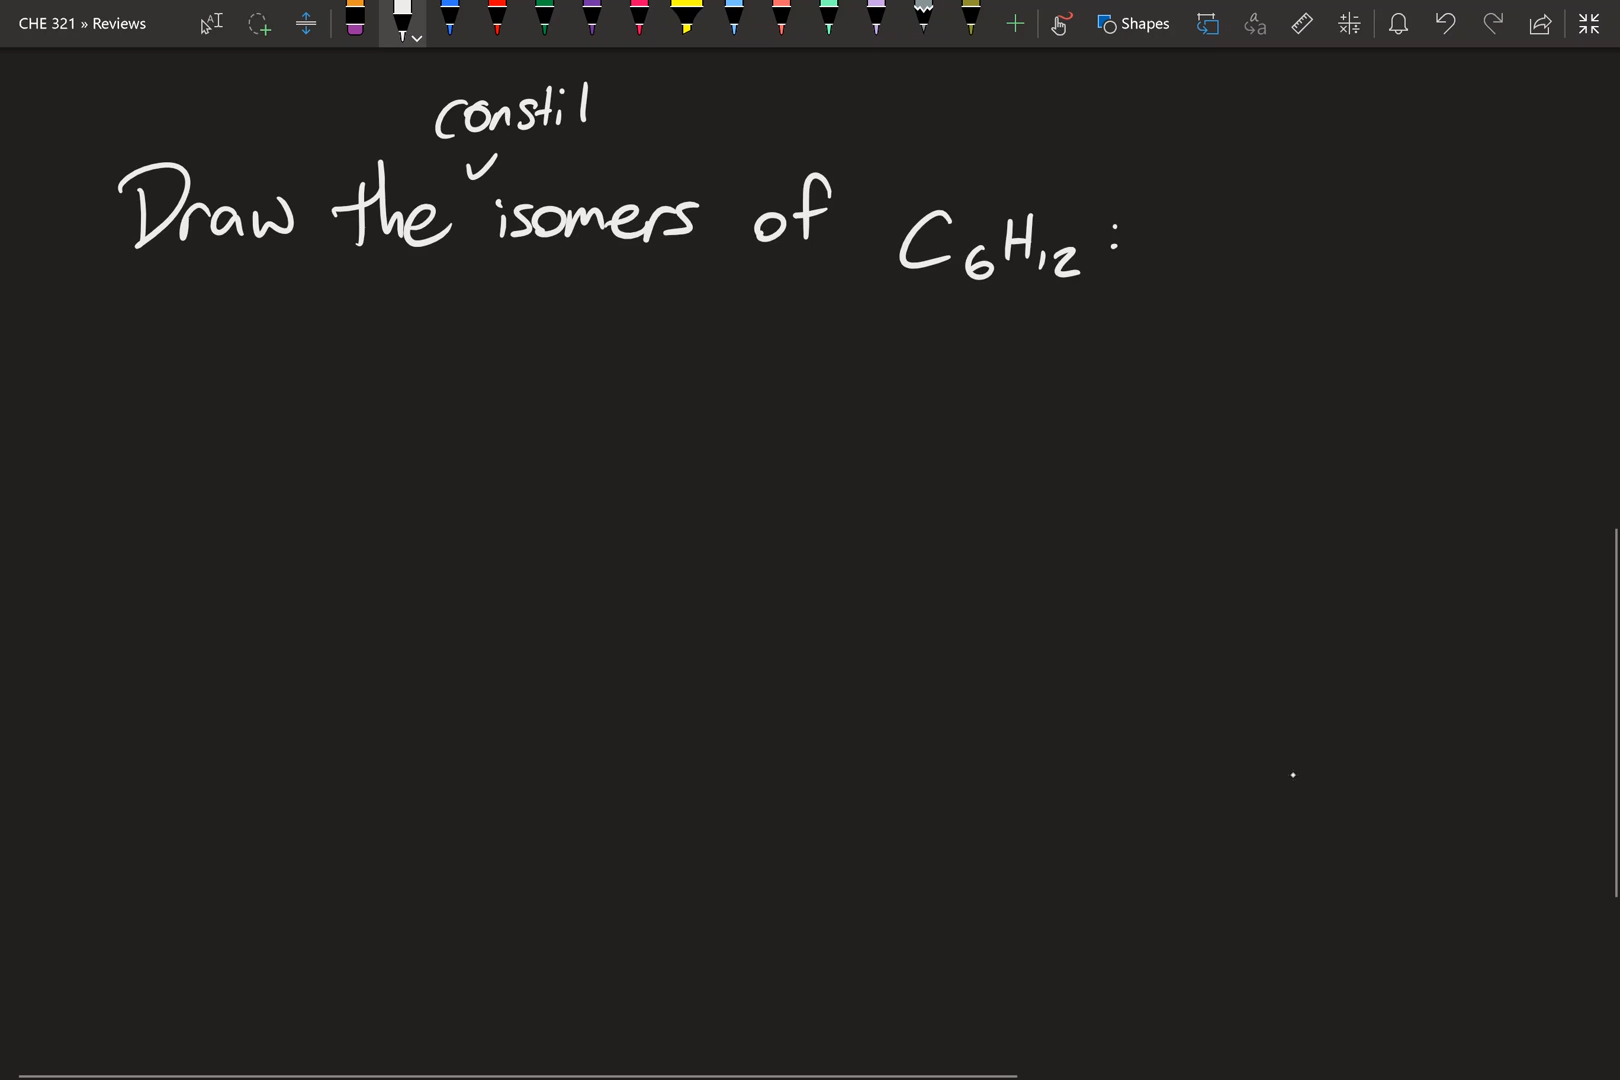 CHE 321 » Reviews
Shapes
constil
Draw the isomers of C₆H₁₂: